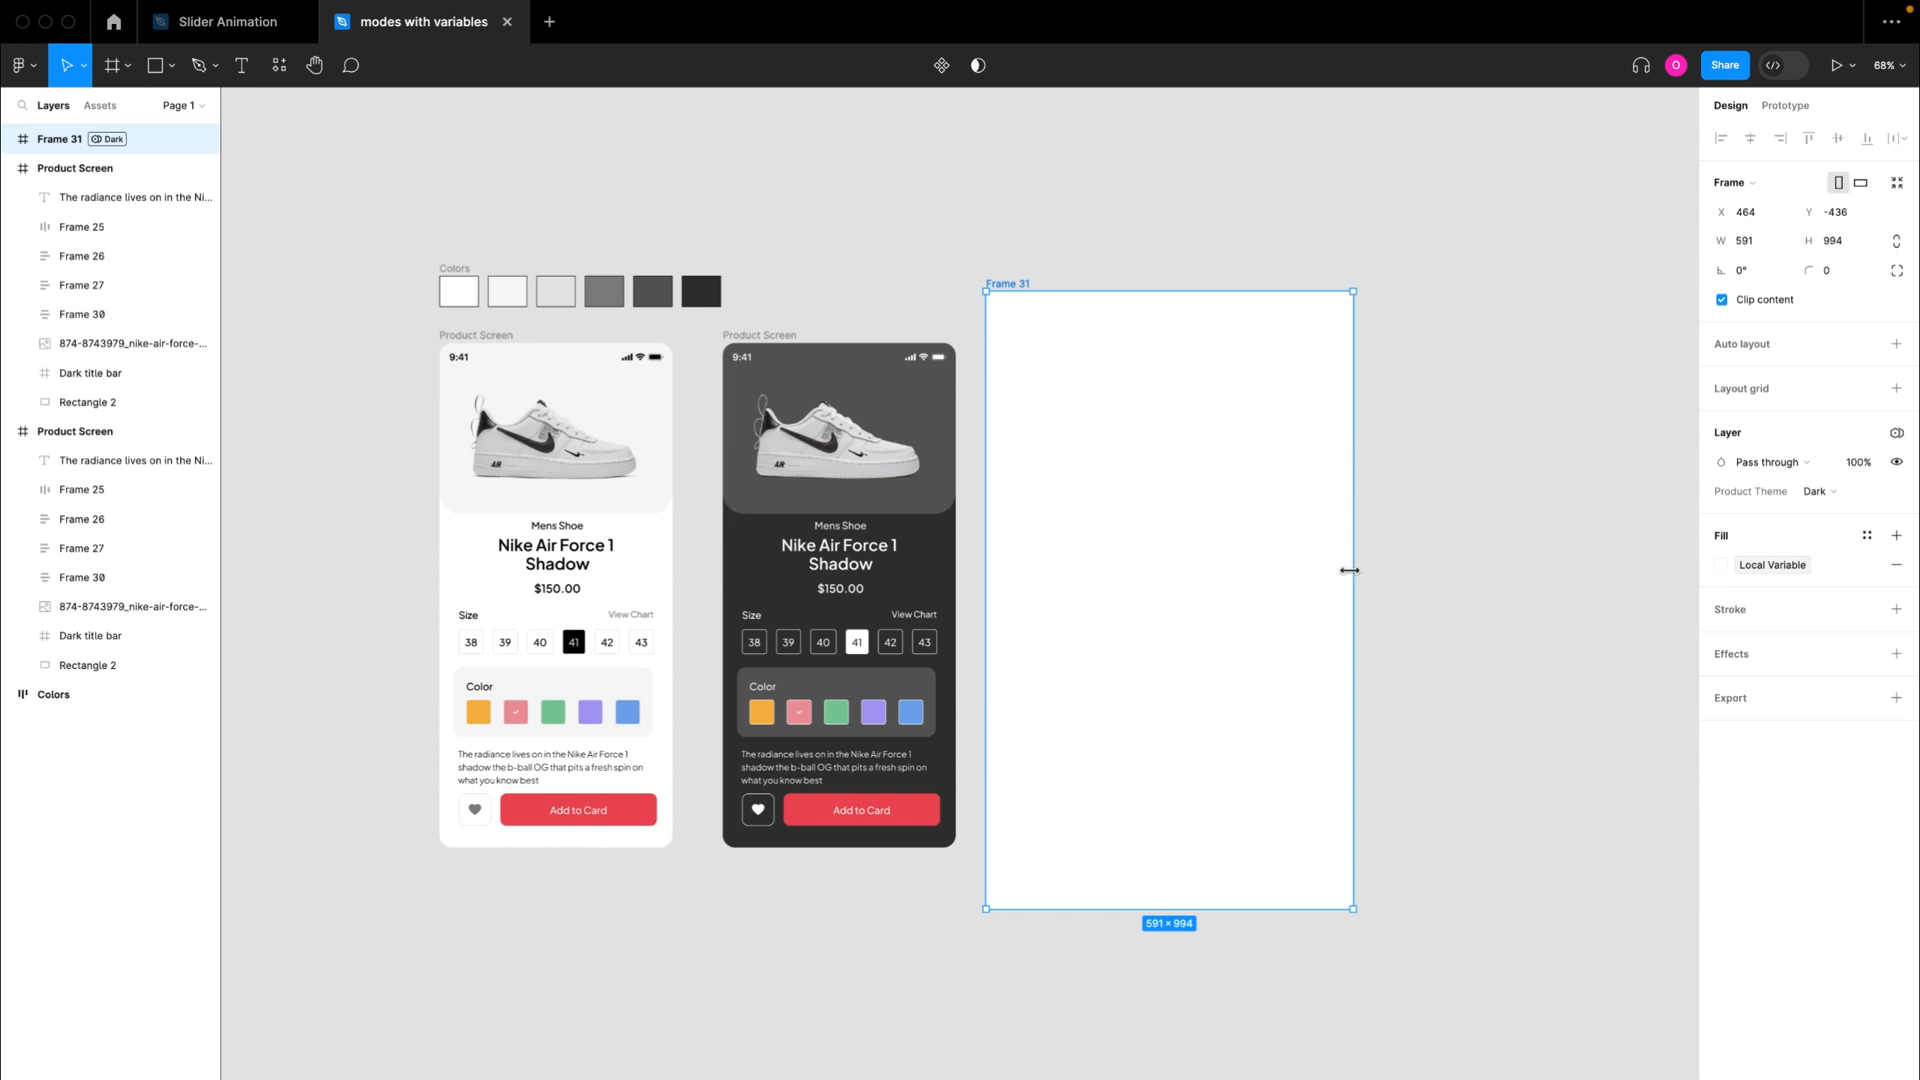 Slider Animation
modes with variables
Share
68%
Layers
Assets
Page 1
Frame 31
Dark
Product Screen
The radiance lives on in the Ni...
Frame 25
Frame 26
Frame 27
Frame 30
874-8743979_nike-air-force-...
Dark title bar
Rectangle 2
Product Screen
The radiance lives on in the Ni...
Frame 25
Frame 26
Frame 27
Frame 30
874-8743979_nike-air-force-...
Dark title bar
Rectangle 2
Colors
Colors
Product Screen
9:41
AIR
Mens Shoe
Nike Air Force 1
Shadow
$150.00
Size
View Chart
38 39 40 41 42 43
Color
The radiance lives on in the Nike Air Force 1
shadow the b-ball OG that pits a fresh spin on
what you know best
Add to Card
Product Screen
9:41
AIR
Mens Shoe
Nike Air Force 1
Shadow
$150.00
Size
View Chart
38 39 40 41 42 43
Color
The radiance lives on in the Nike Air Force 1
shadow the b-ball OG that pits a fresh spin on
what you know best
Add to Card
Frame 31
591 × 994
O
Design
Prototype
Frame
X 464
Y -436
W 591
H 994
0°
0
Clip content
Auto layout
Layout grid
Layer
Pass through
100%
Product Theme
Dark
Fill
Local Variable
Stroke
Effects
Export